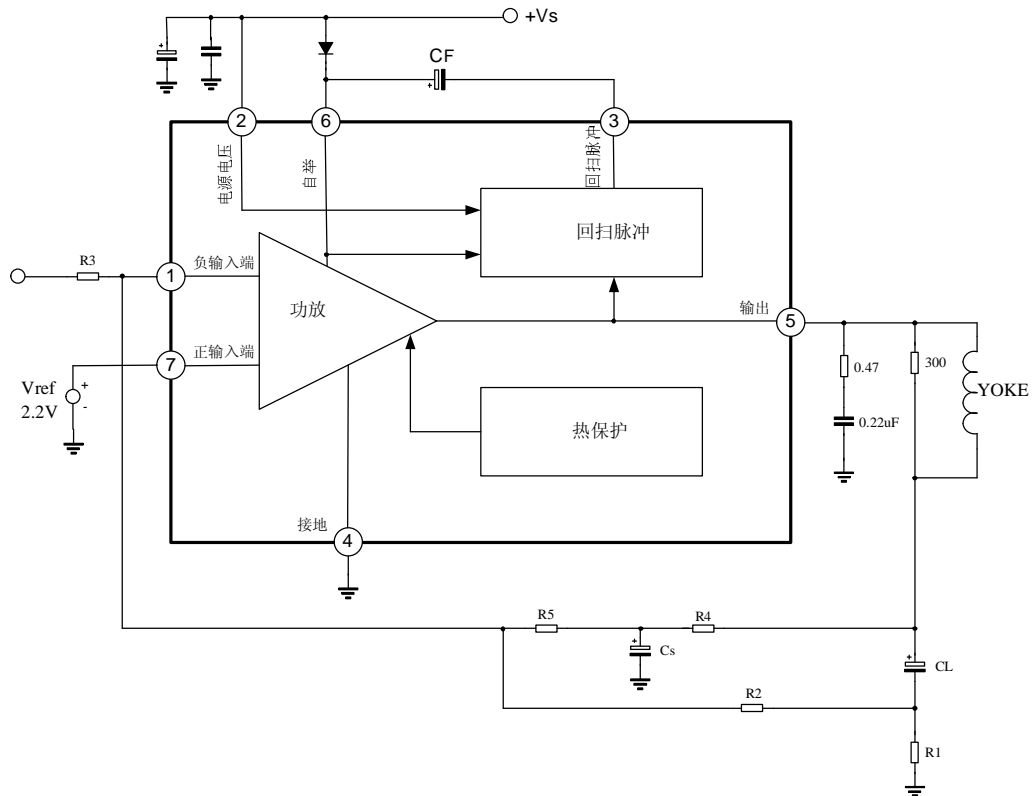 +Vs
CF
2
6
3
电源电压
自举
回扫脉冲
回扫脉冲
R3
1
负输入端
功放
输出
5
7
正输入端
0.47
300
YOKE
Vref
2.2V
+
-
热保护
0.22uF
接地
4
R5
R4
+
Cs
+
CL
R2
R1
+
+